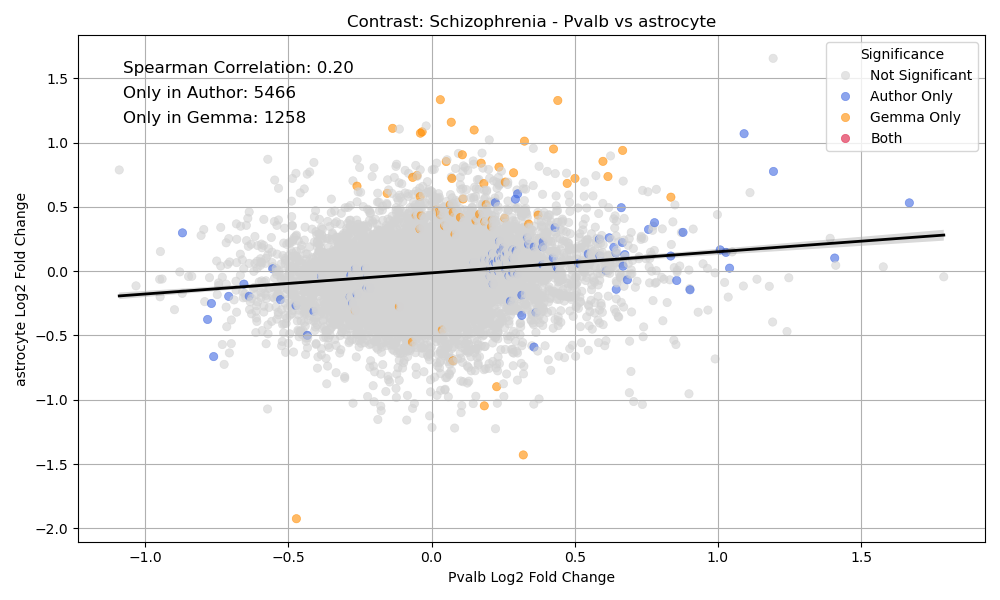 Contrast: Schizophrenia - Pvalb vs astrocyte
Spearman Correlation: 0.20
Only in Author: 5466
Only in Gemma: 1258
Significance
Not Significant
Author Only
Gemma Only
Both
astrocyte Log2 Fold Change
1.5
1.0
0.5
0.0
−0.5
−1.0
−1.5
−2.0
−1.0 −0.5 0.0 0.5 1.0 1.5
Pvalb Log2 Fold Change